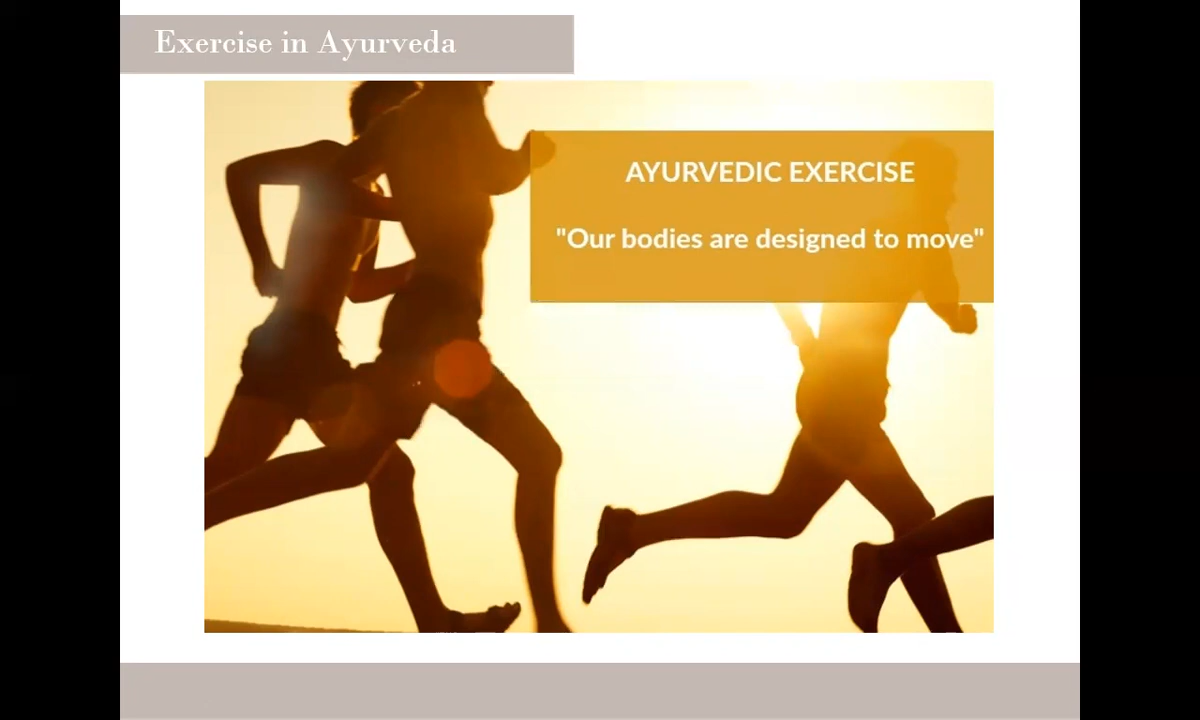 Exercise in Ayurveda
AYURVEDIC EXERCISE
"Our bodies are designed to move"